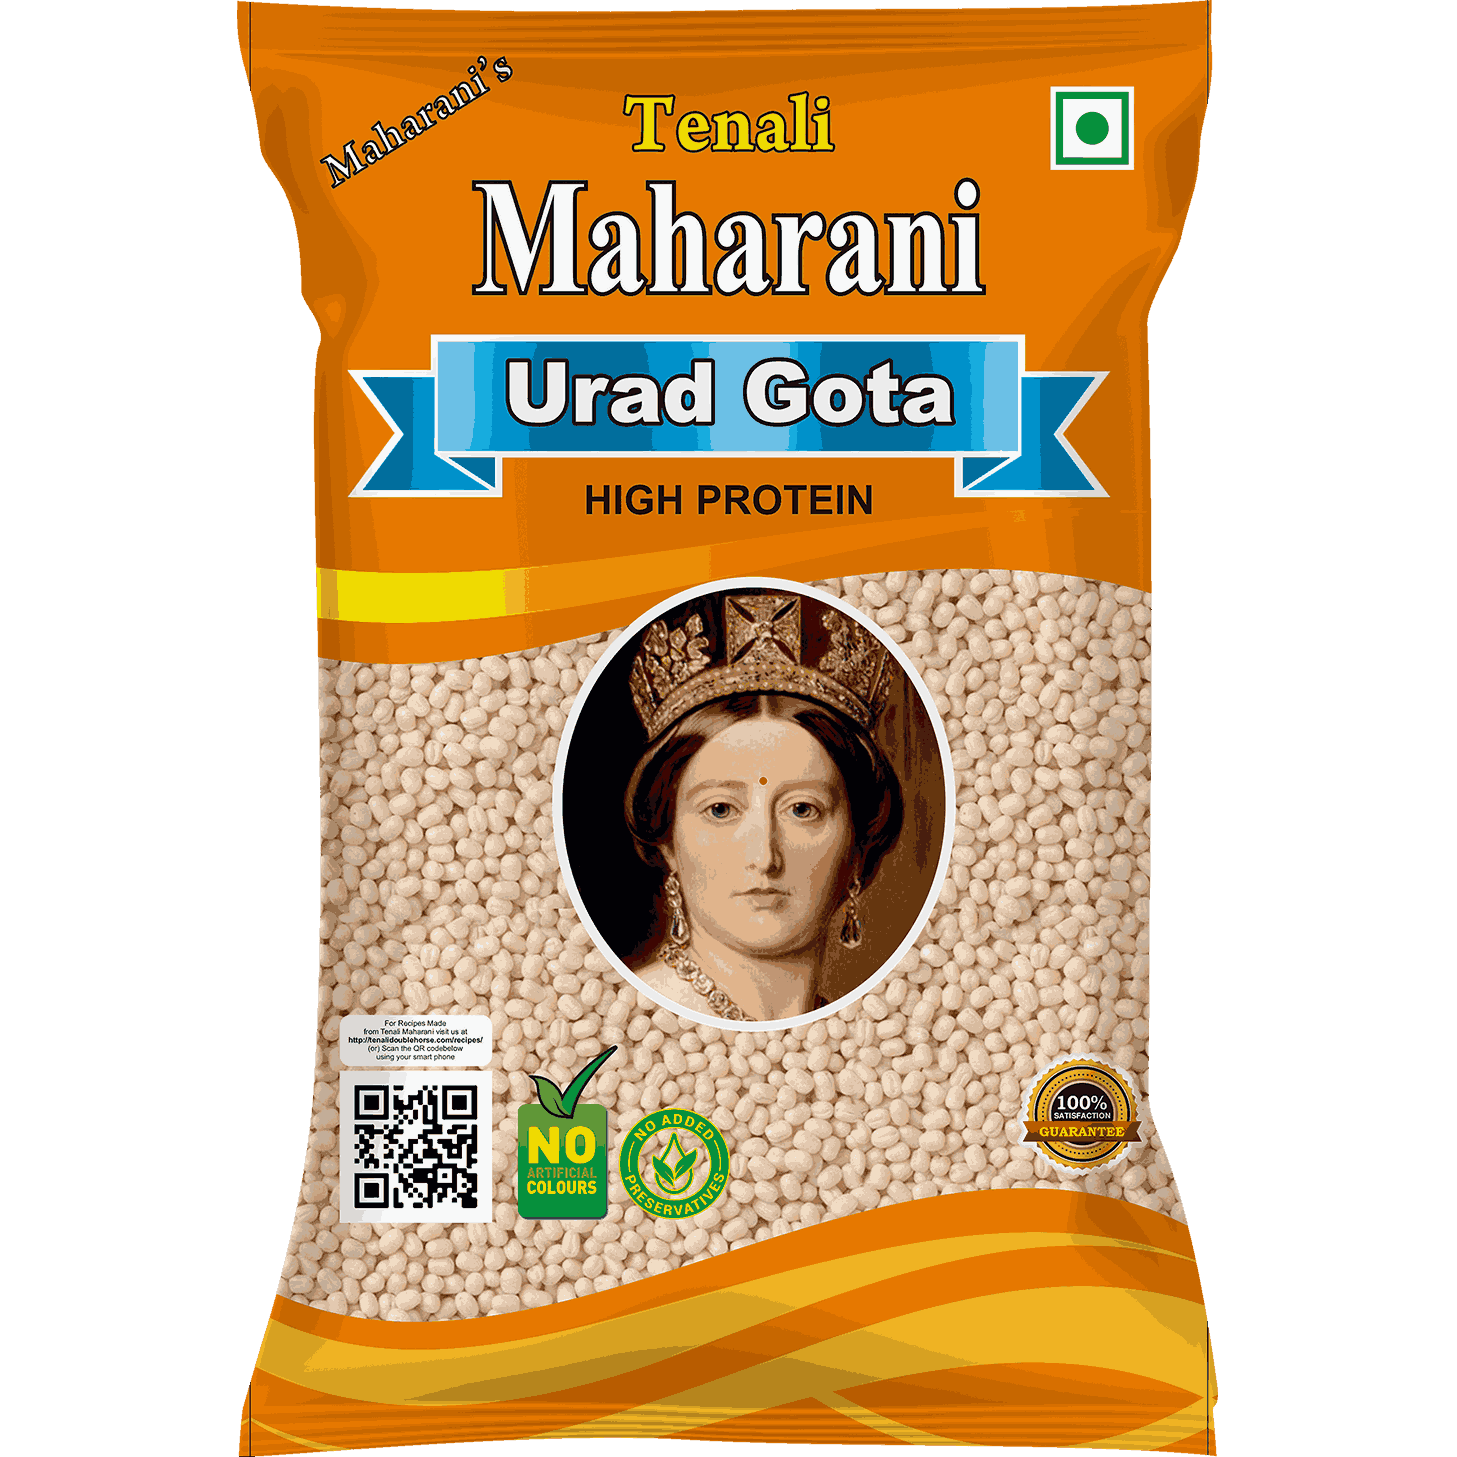 Maharani's
Tenali
Maharani
Urad Gota
HIGH PROTEIN
For Recipes Made
from Tenali Maharani visit us at
http://tenalidoublehorse.com/recipes/
(or) Scan the QR codebelow
using your smart phone
NO
ARTIFICIAL
COLOURS
NO ADDED
PRESERVATIVES
100%
SATISFACTION
GUARANTEE